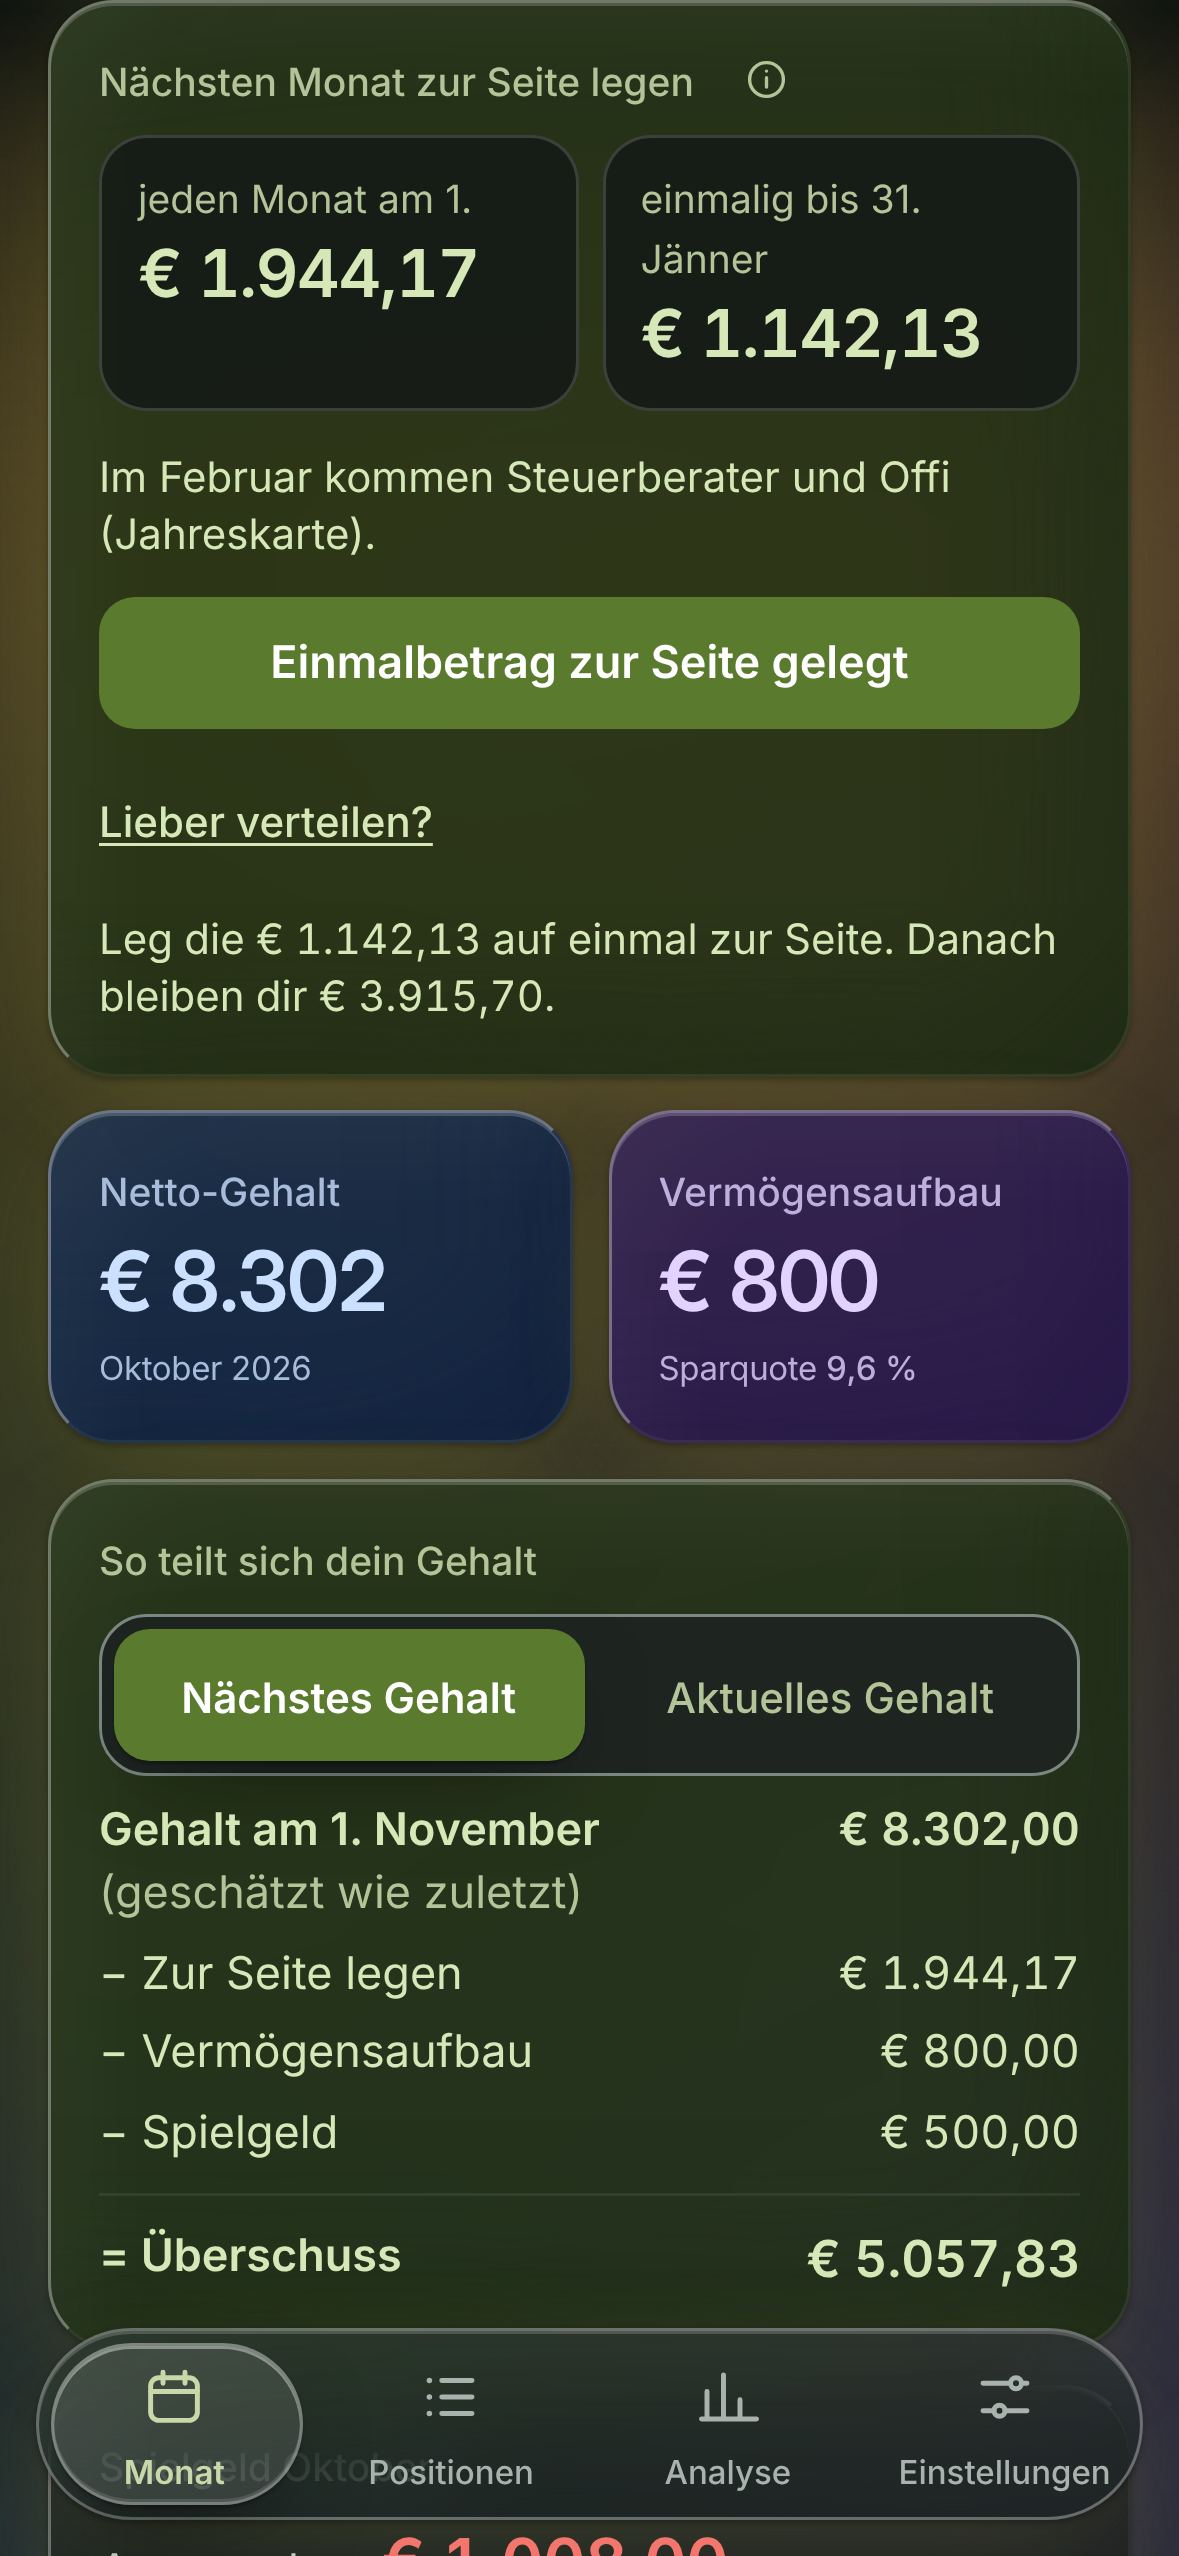 Nächsten Monat zur Seite legen
jeden Monat am 1.
€ 1.944,17
einmalig bis 31.
Jänner
€ 1.142,13
Im Februar kommen Steuerberater und Offi
(Jahreskarte).
Einmalbetrag zur Seite gelegt
Lieber verteilen?
Leg die € 1.142,13 auf einmal zur Seite. Danach
bleiben dir € 3.915,70.
Netto-Gehalt
€ 8.302
Oktober 2026
Vermögensaufbau
€ 800
Sparquote 9,6 %
So teilt sich dein Gehalt
Nächstes Gehalt
Aktuelles Gehalt
Gehalt am 1. November € 8.302,00
(geschätzt wie zuletzt)
– Zur Seite legen € 1.944,17
– Vermögensaufbau € 800,00
– Spielgeld € 500,00
= Überschuss € 5.057,83
Spielgeld Oktober
Monat
Positionen
Analyse
Einstellungen
€ 1.008,00